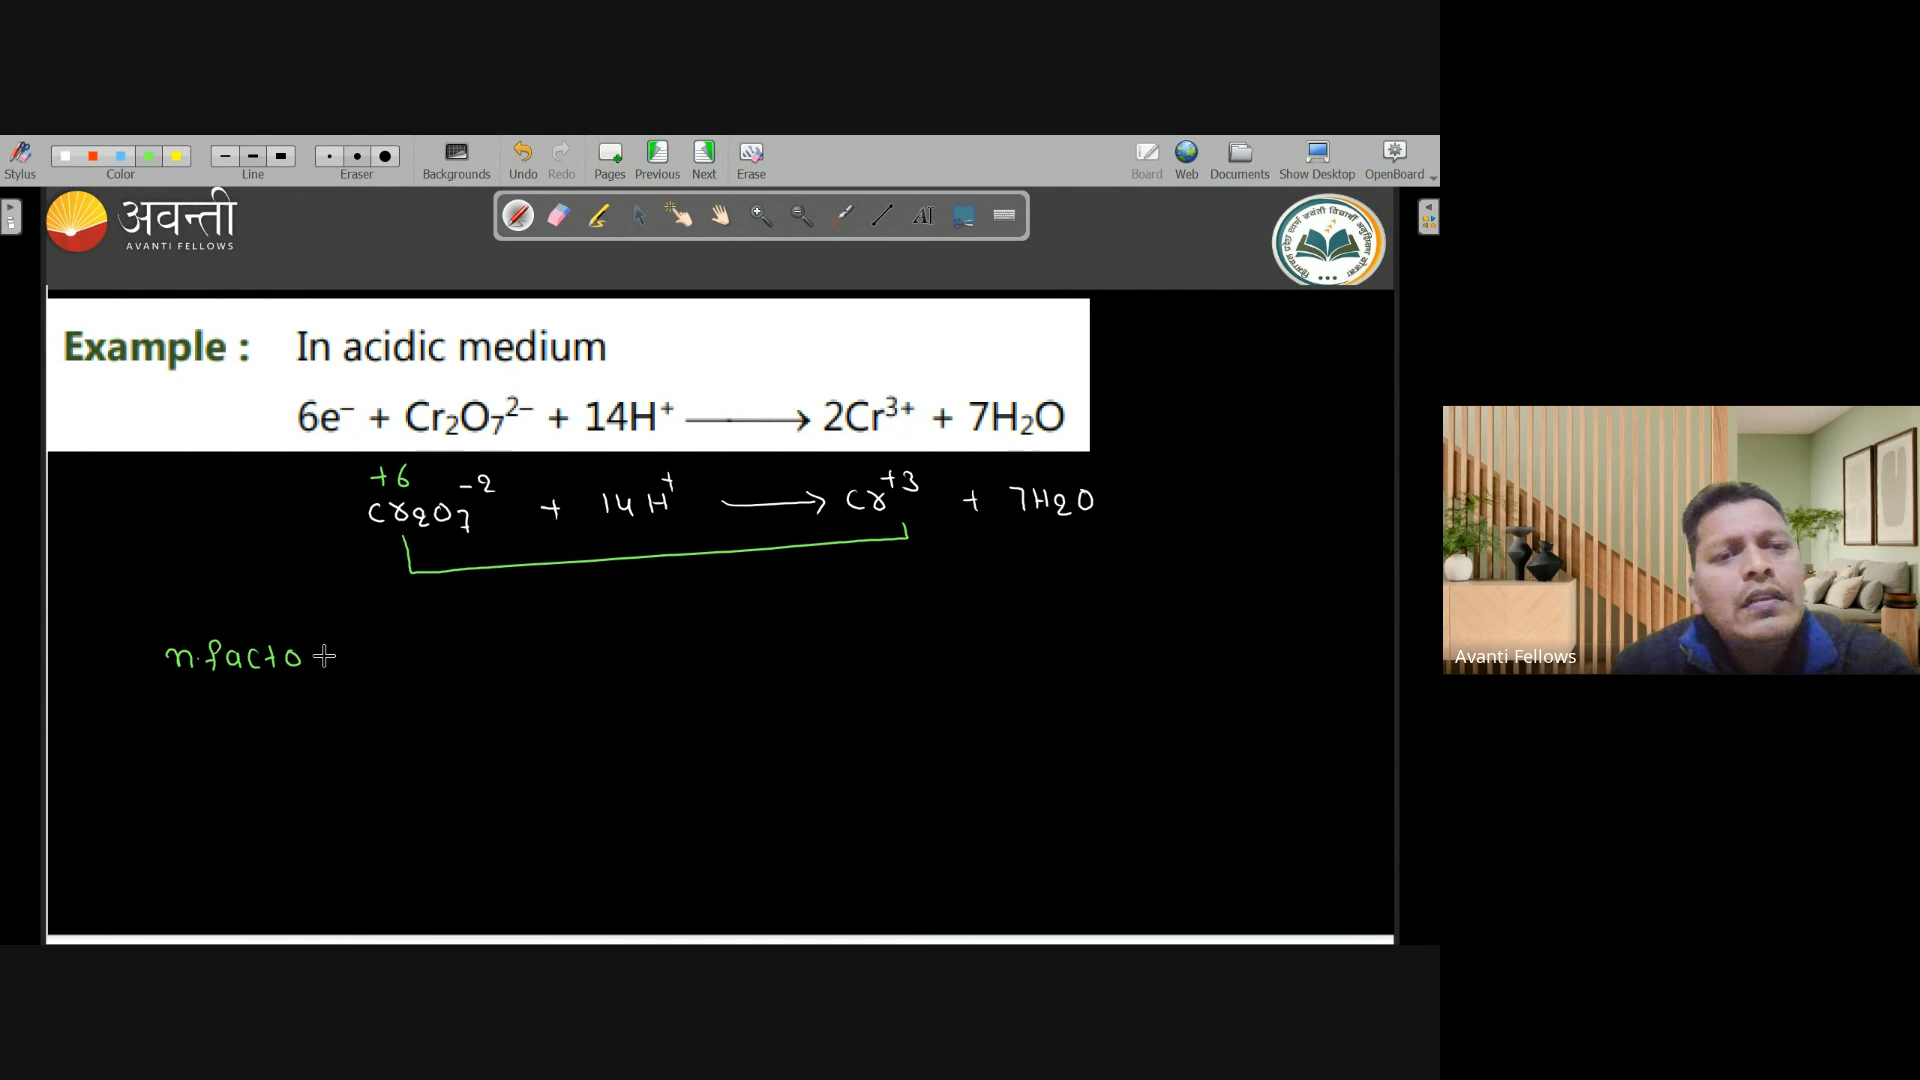 Stylus Color Line Eraser Backgrounds Undo Redo Pages Previous Next Erase Board Web Documents Show Desktop OpenBoard
अवन्ती
AVANTI FELLOWS
Example : In acidic medium
6e⁻ + Cr₂O₇²⁻ + 14H⁺ ⟶ 2Cr³⁺ + 7H₂O
+6
Cr₂O₇⁻² + 14H⁺ ⟶ Cr⁺³ + 7H₂O
n.facto
Avanti Fellows